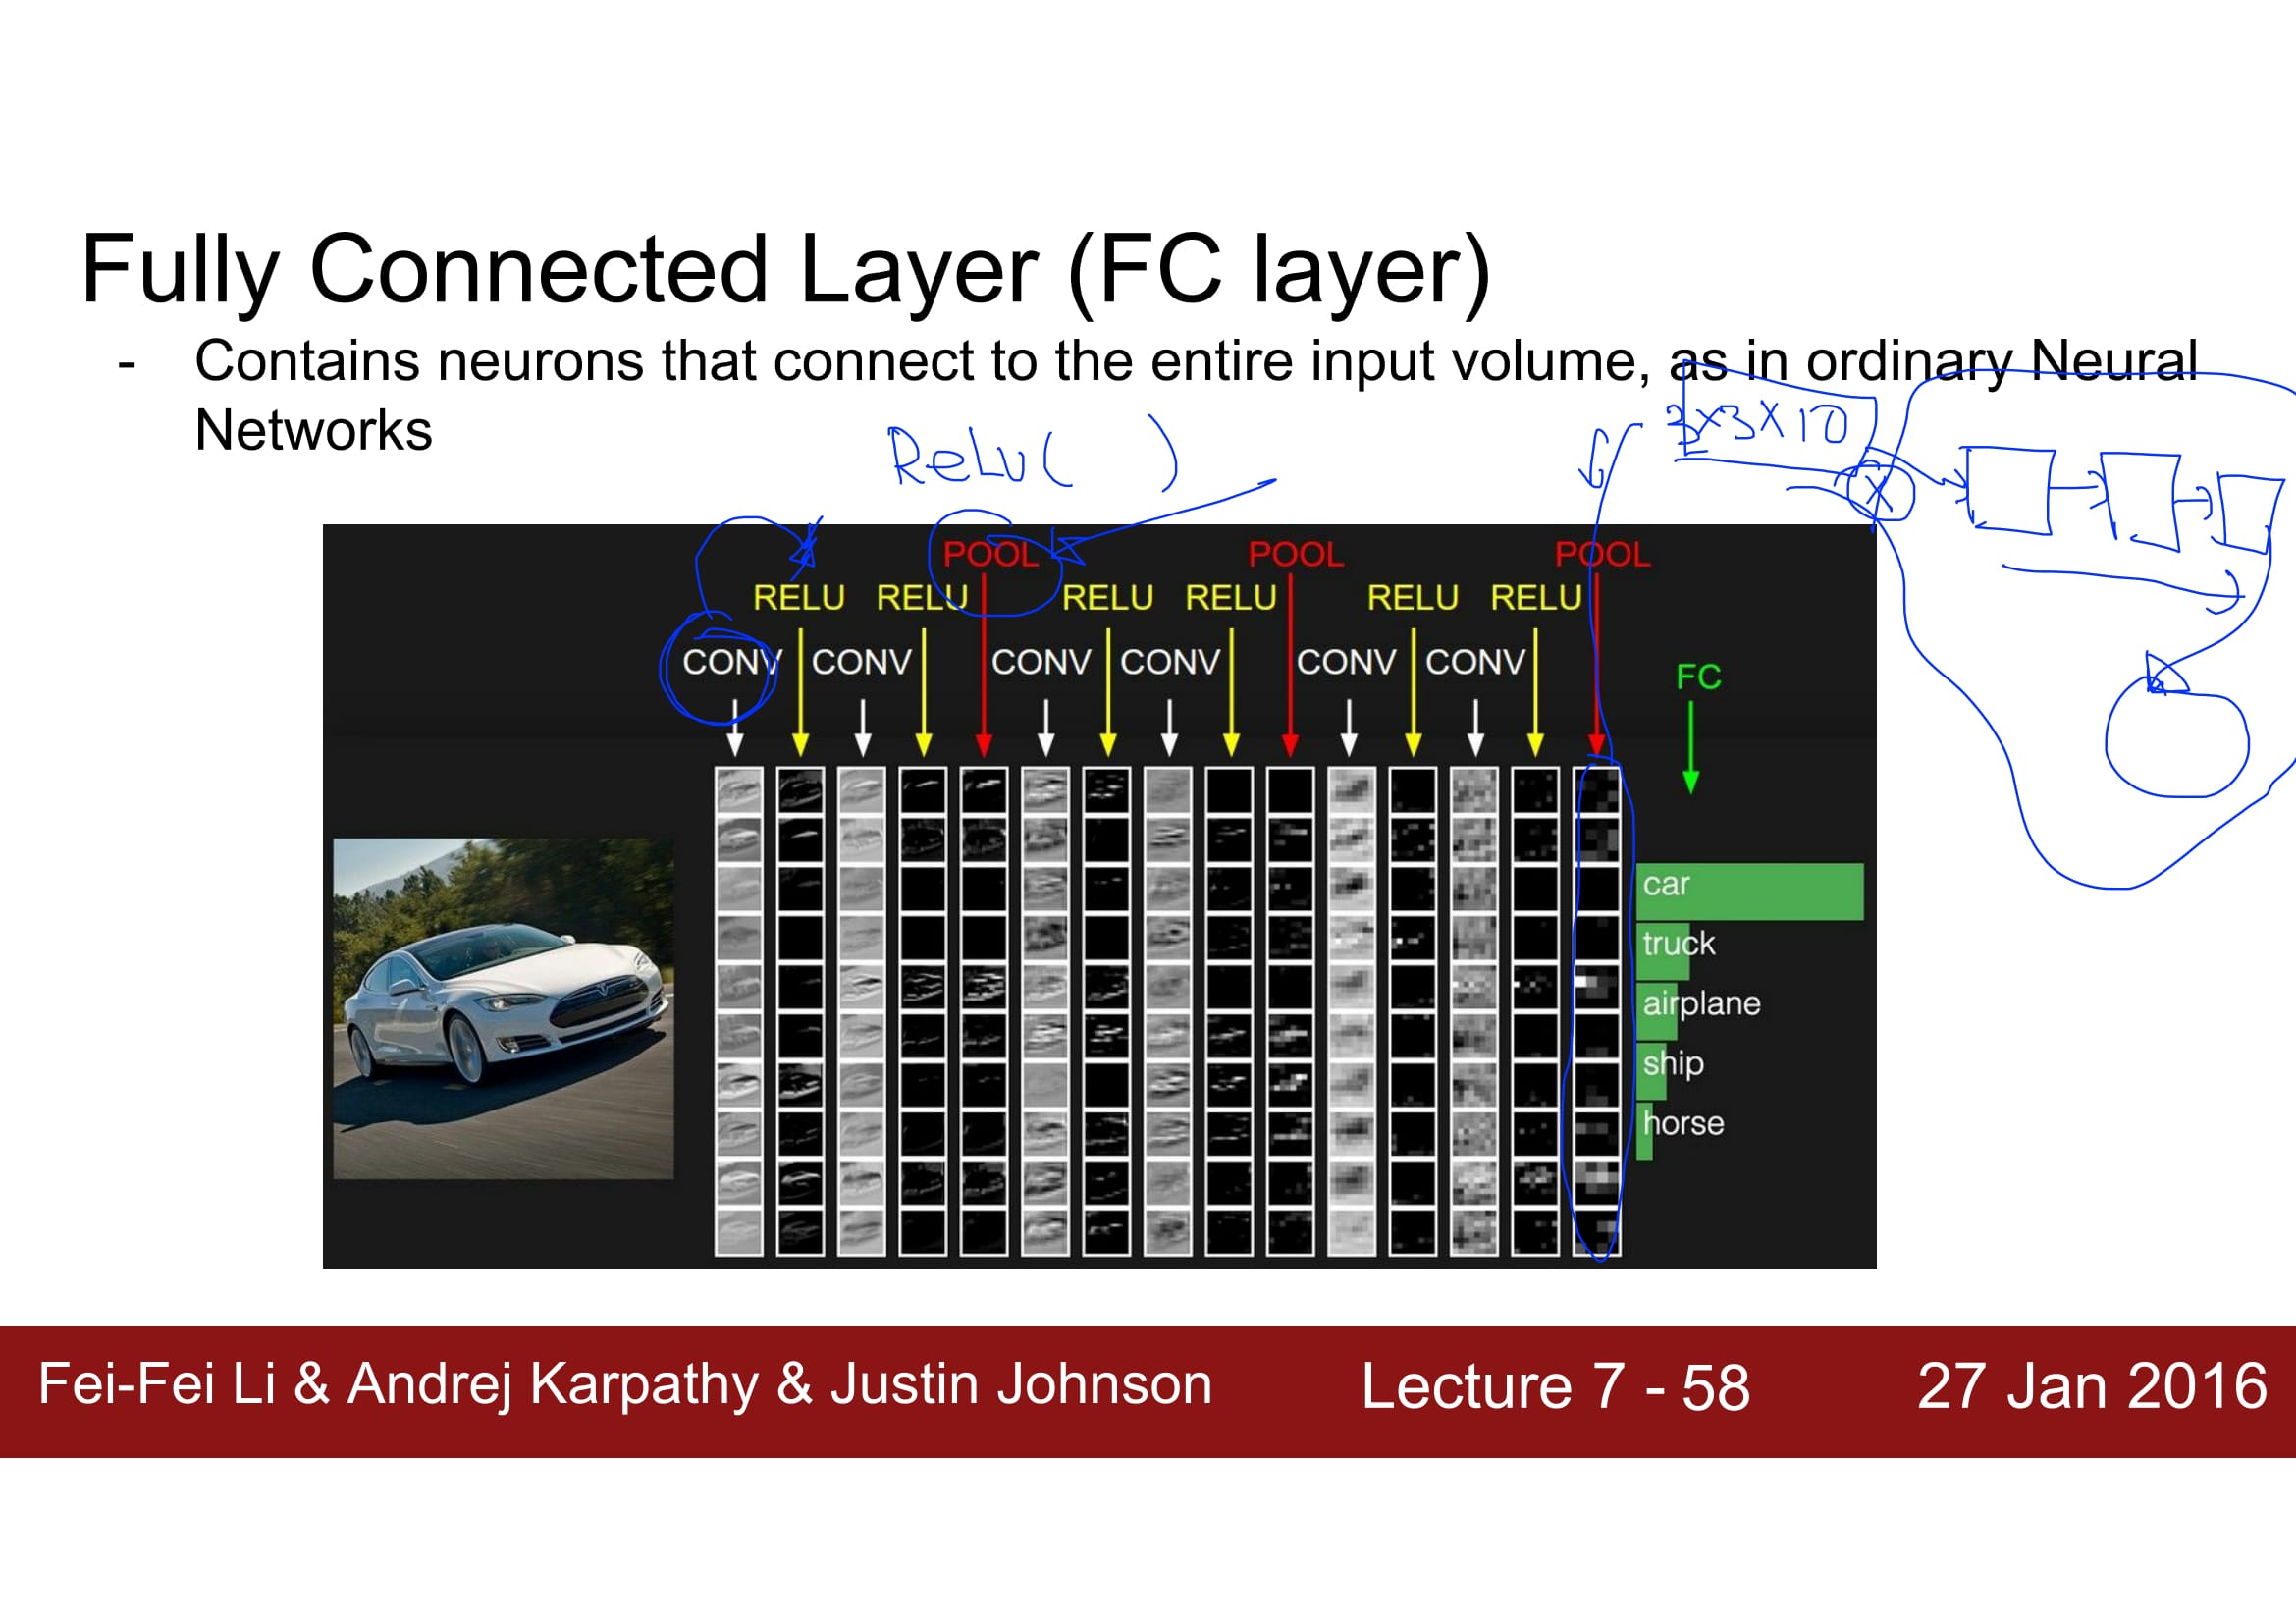 Fully Connected Layer (FC layer)
- Contains neurons that connect to the entire input volume, as in ordinary Neural
Networks
3x3x10
ReLu( )
X
POOL POOL POOL
RELU RELU RELU RELU RELU RELU
CONV CONV CONV CONV CONV CONV
FC
car
truck
airplane
ship
horse
Fei-Fei Li & Andrej Karpathy & Justin Johnson Lecture 7 - 58 27 Jan 2016